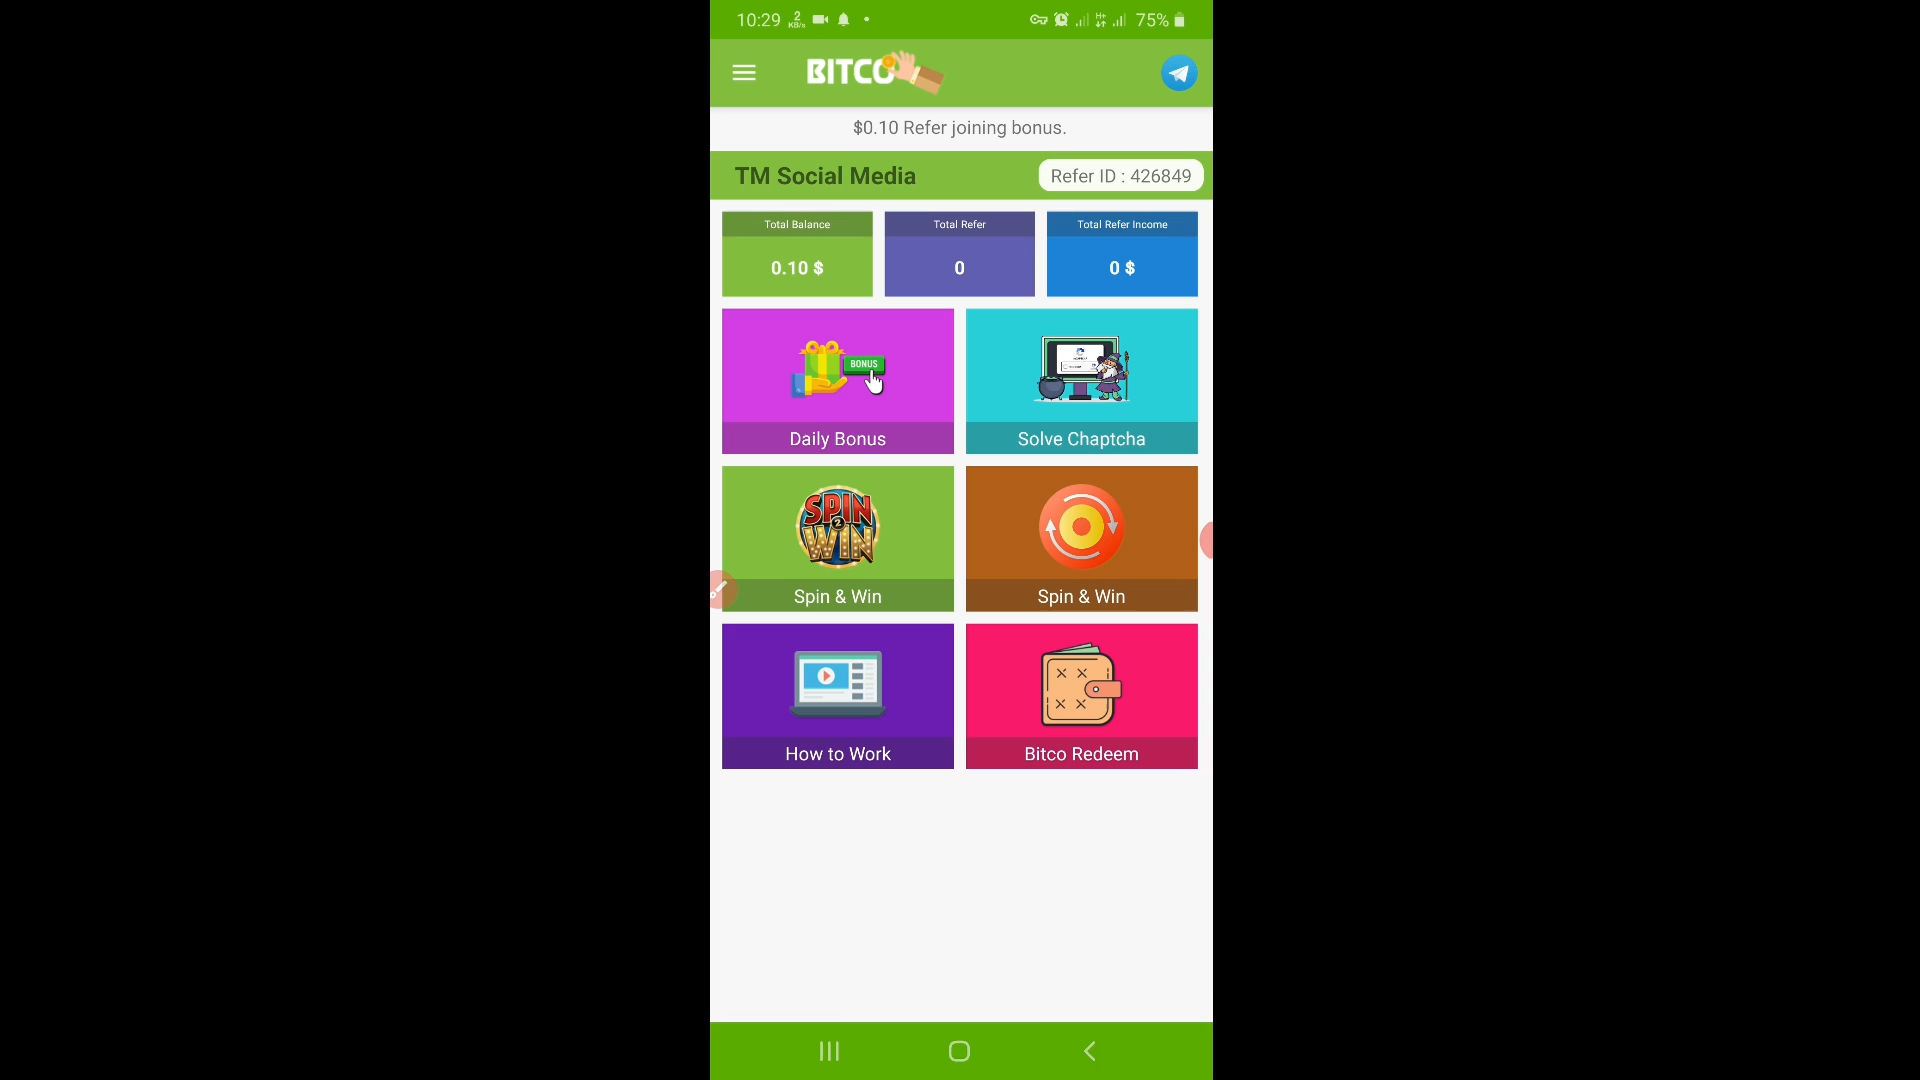 10:29 2 KB/s H+ 75%
BITCO
$0.10 Refer joining bonus.
TM Social Media Refer ID : 426849
Total Balance Total Refer Total Refer Income
0.10 $ 0 0 $
BONUS
Daily Bonus Solve Chaptcha
SPIN
2
WIN
Spin & Win Spin & Win
How to Work Bitco Redeem